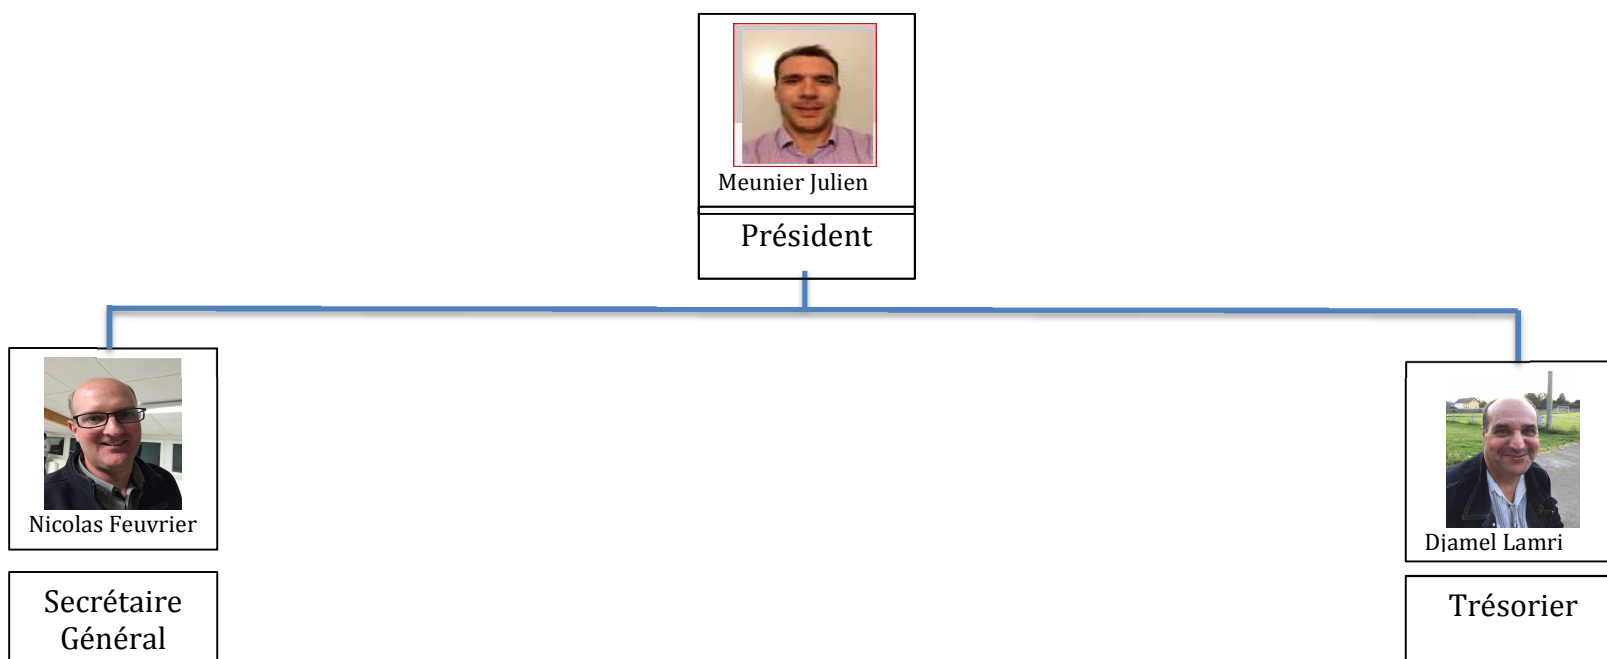 Meunier Julien
Président
Nicolas Feuvrier
Djamel Lamri
Secrétaire
Général
Trésorier